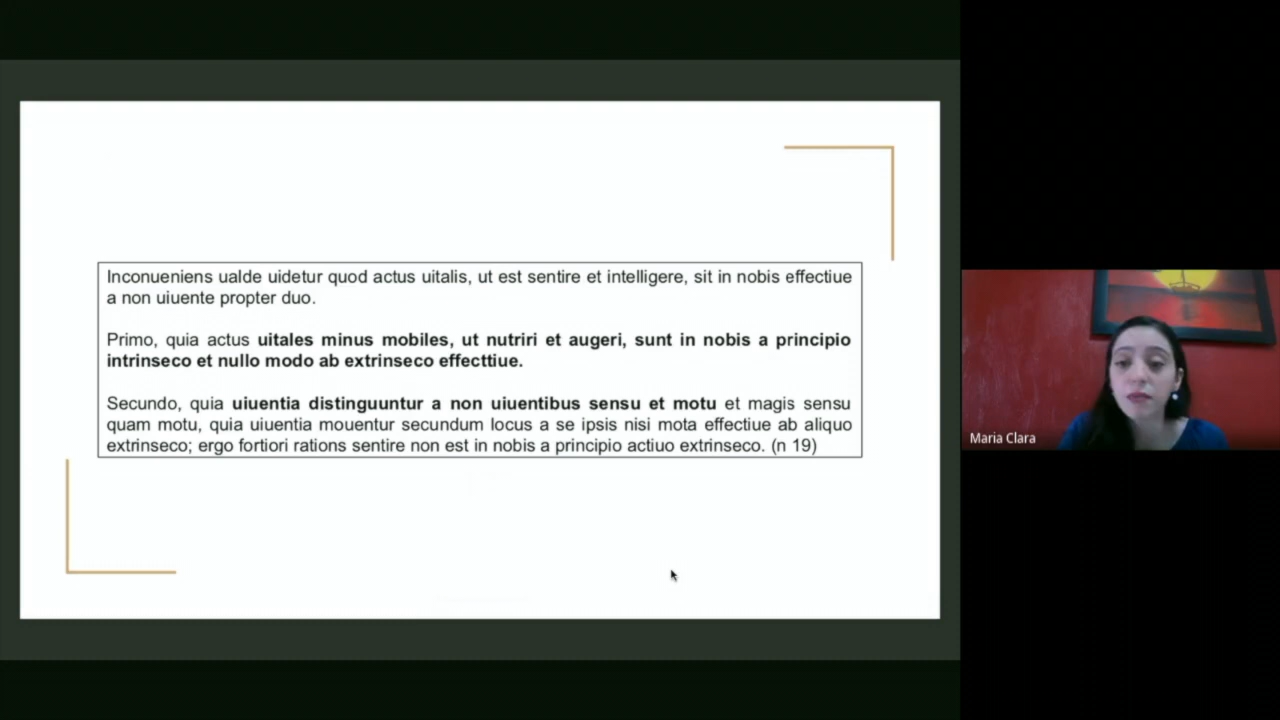 Inconueniens ualde uidetur quod actus uitalis, ut est sentire et intelligere, sit in nobis effectiue
a non uiuente propter duo.
Primo, quia actus uitales minus mobiles, ut nutriri et augeri, sunt in nobis a principio
intrinseco et nullo modo ab extrinseco effecttiue.
Secundo, quia uiuentia distinguuntur a non uiuentibus sensu et motu et magis sensu
quam motu, quia uiuentia mouentur secundum locus a se ipsis nisi mota effectiue ab aliquo
extrinseco; ergo fortiori rations sentire non est in nobis a principio actiuo extrinseco. (n 19)
Maria Clara